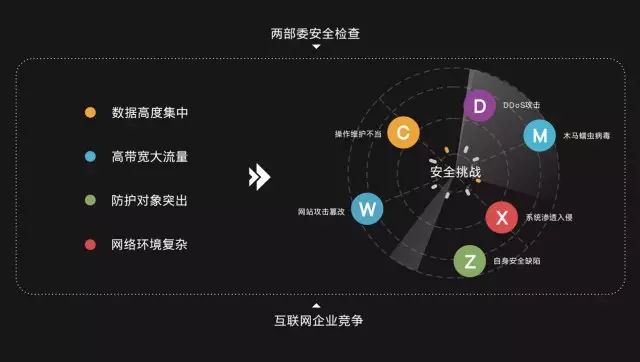 两部委安全检查
数据高度集中
高带宽大流量
防护对象突出
网络环境复杂
D
DDoS攻击
M
木马蠕虫病毒
操作维护不当
C
安全挑战
网站攻击篡改
W
X
系统渗透入侵
Z
自身安全缺陷
互联网企业竞争